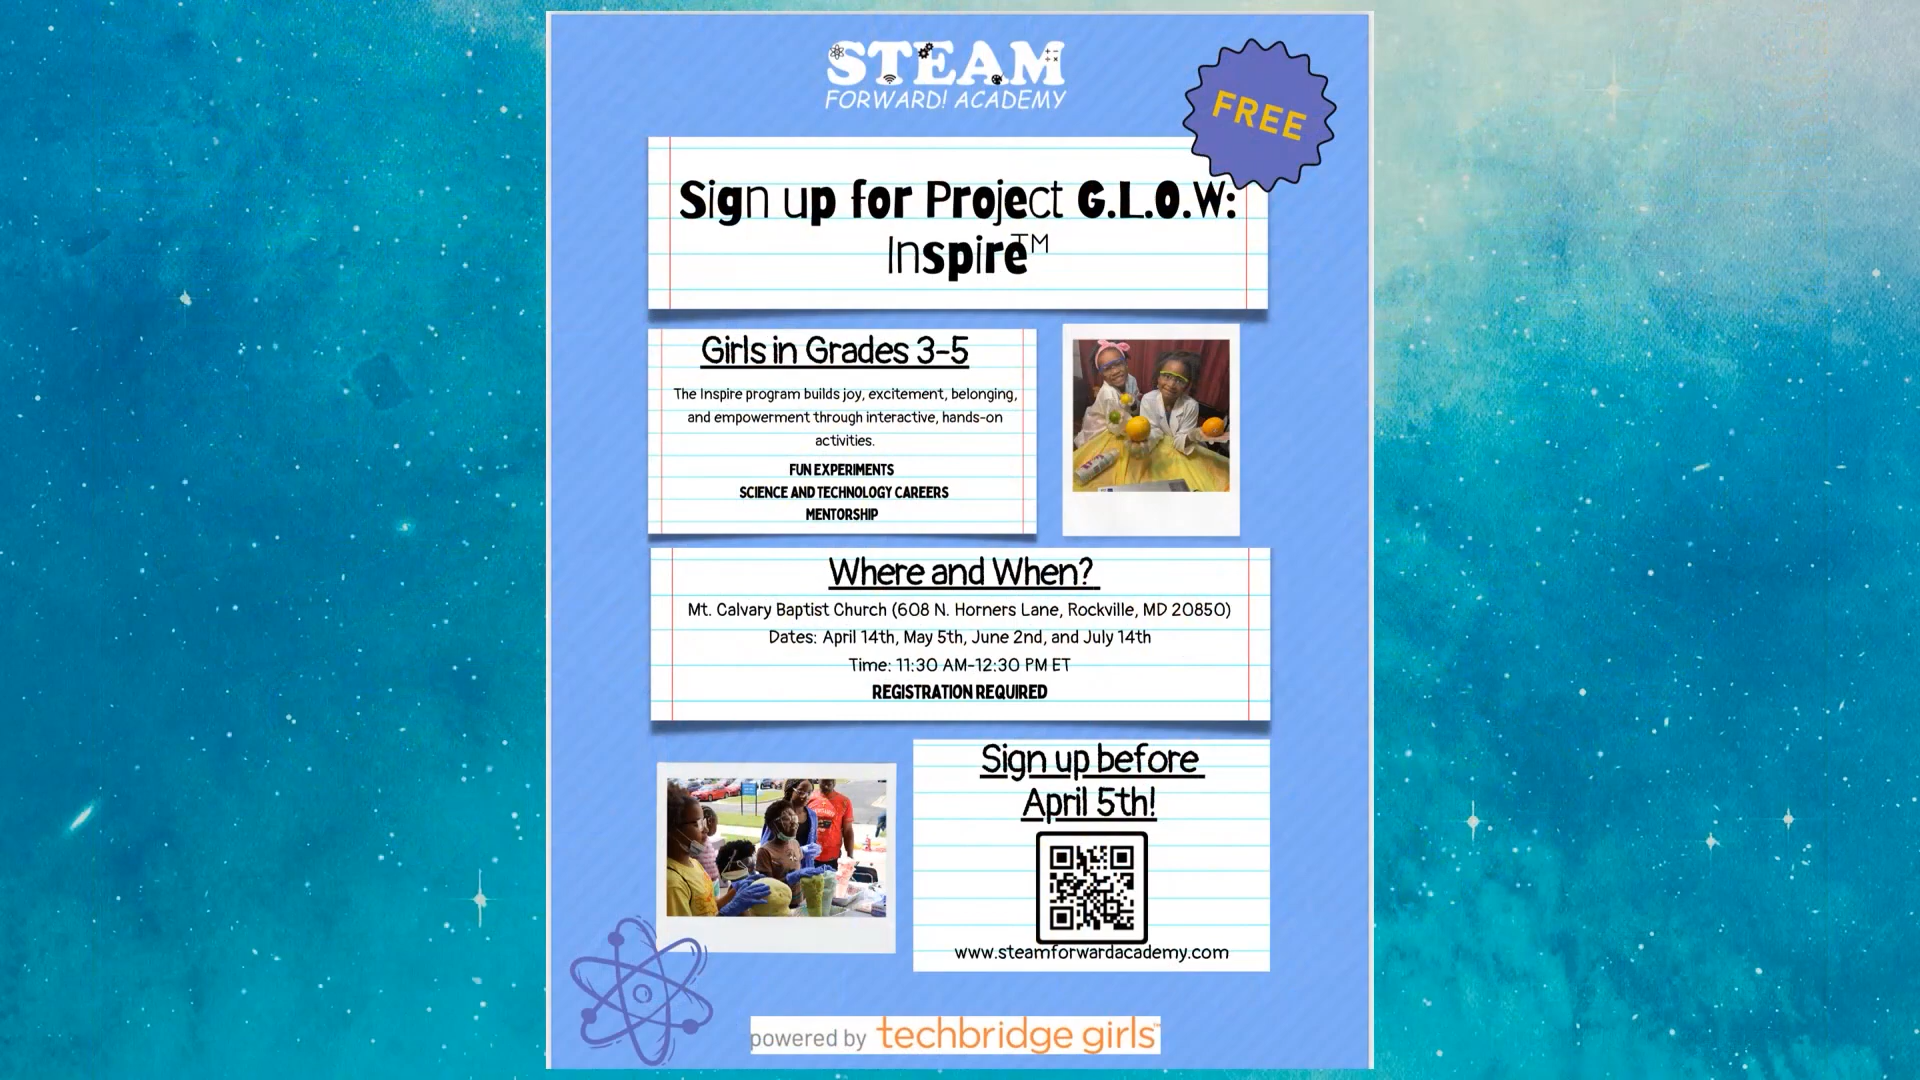 STEAM
FORWARD! ACADEMY
FREE
Sign up for Project G.L.O.W:
Inspire™
Girls in Grades 3-5
The Inspire program builds joy, excitement, belonging,
and empowerment through interactive, hands-on
activities.
FUN EXPERIMENTS
SCIENCE AND TECHNOLOGY CAREERS
MENTORSHIP
Where and When?
Mt. Calvary Baptist Church (608 N. Horners Lane, Rockville, MD 20850)
Dates: April 14th, May 5th, June 2nd, and July 14th
Time: 11:30 AM-12:30 PM ET
REGISTRATION REQUIRED
Sign up before
April 5th!
www.steamforwardacademy.com
powered by techbridge girls™